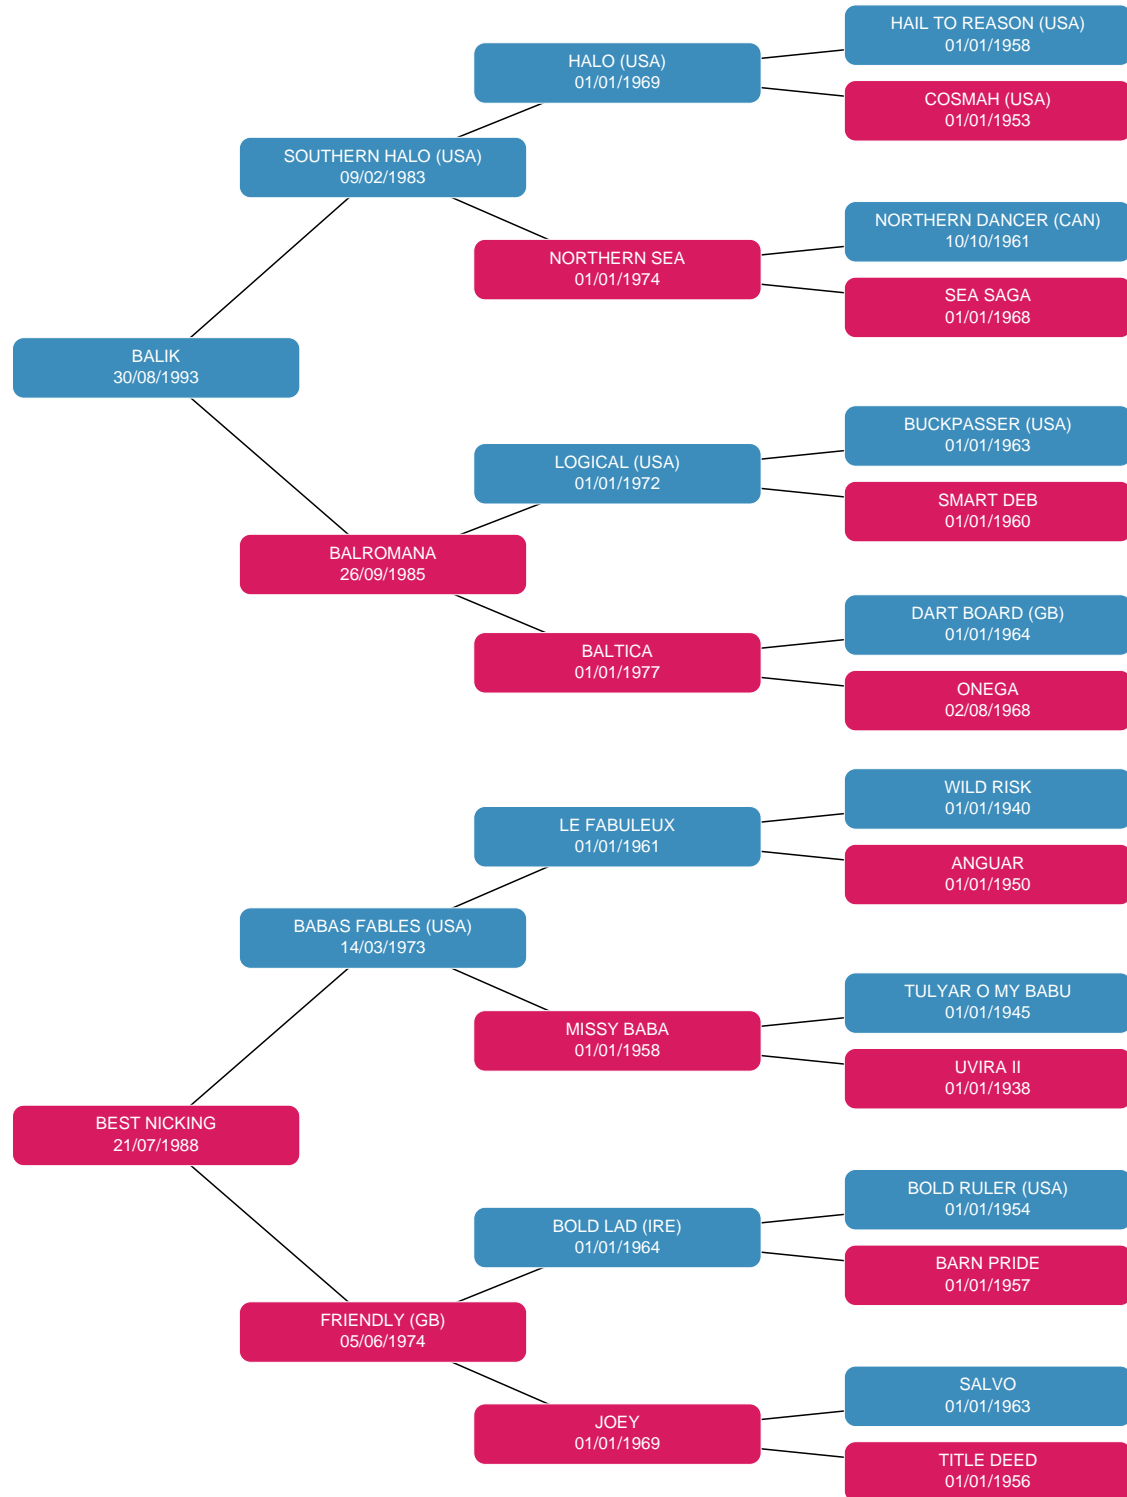 HAIL TO REASON (USA)
01/01/1958
HALO (USA)
01/01/1969
COSMAH (USA)
01/01/1953
SOUTHERN HALO (USA)
09/02/1983
NORTHERN DANCER (CAN)
10/10/1961
NORTHERN SEA
01/01/1974
SEA SAGA
01/01/1968
BALIK
30/08/1993
BUCKPASSER (USA)
01/01/1963
LOGICAL (USA)
01/01/1972
SMART DEB
01/01/1960
BALROMANA
26/09/1985
DART BOARD (GB)
01/01/1964
BALTICA
01/01/1977
ONEGA
02/08/1968
WILD RISK
01/01/1940
LE FABULEUX
01/01/1961
ANGUAR
01/01/1950
BABAS FABLES (USA)
14/03/1973
TULYAR O MY BABU
01/01/1945
MISSY BABA
01/01/1958
UVIRA II
01/01/1938
BEST NICKING
21/07/1988
BOLD RULER (USA)
01/01/1954
BOLD LAD (IRE)
01/01/1964
BARN PRIDE
01/01/1957
FRIENDLY (GB)
05/06/1974
SALVO
01/01/1963
JOEY
01/01/1969
TITLE DEED
01/01/1956